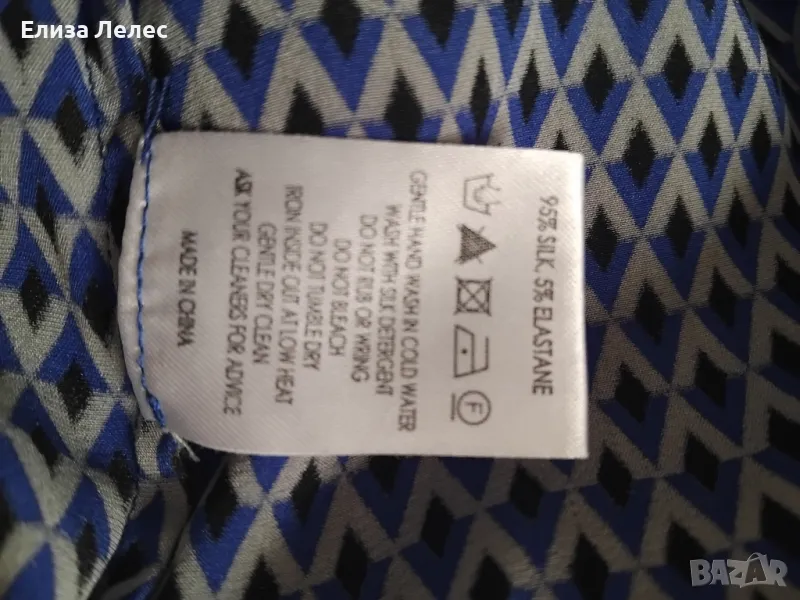 Елиза Лелес
95% SILK, 5% ELASTANE
F
GENTLE HAND WASH IN COLD WATER
WASH WITH SILK DETERGENT
DO NOT RUB OR WRING
DO NOT BLEACH
DO NOT TUMBLE DRY
IRON INSIDE OUT AT LOW HEAT
GENTLE DRY CLEAN
ASK YOUR CLEANERS FOR ADVICE
MADE IN CHINA
BAZAR